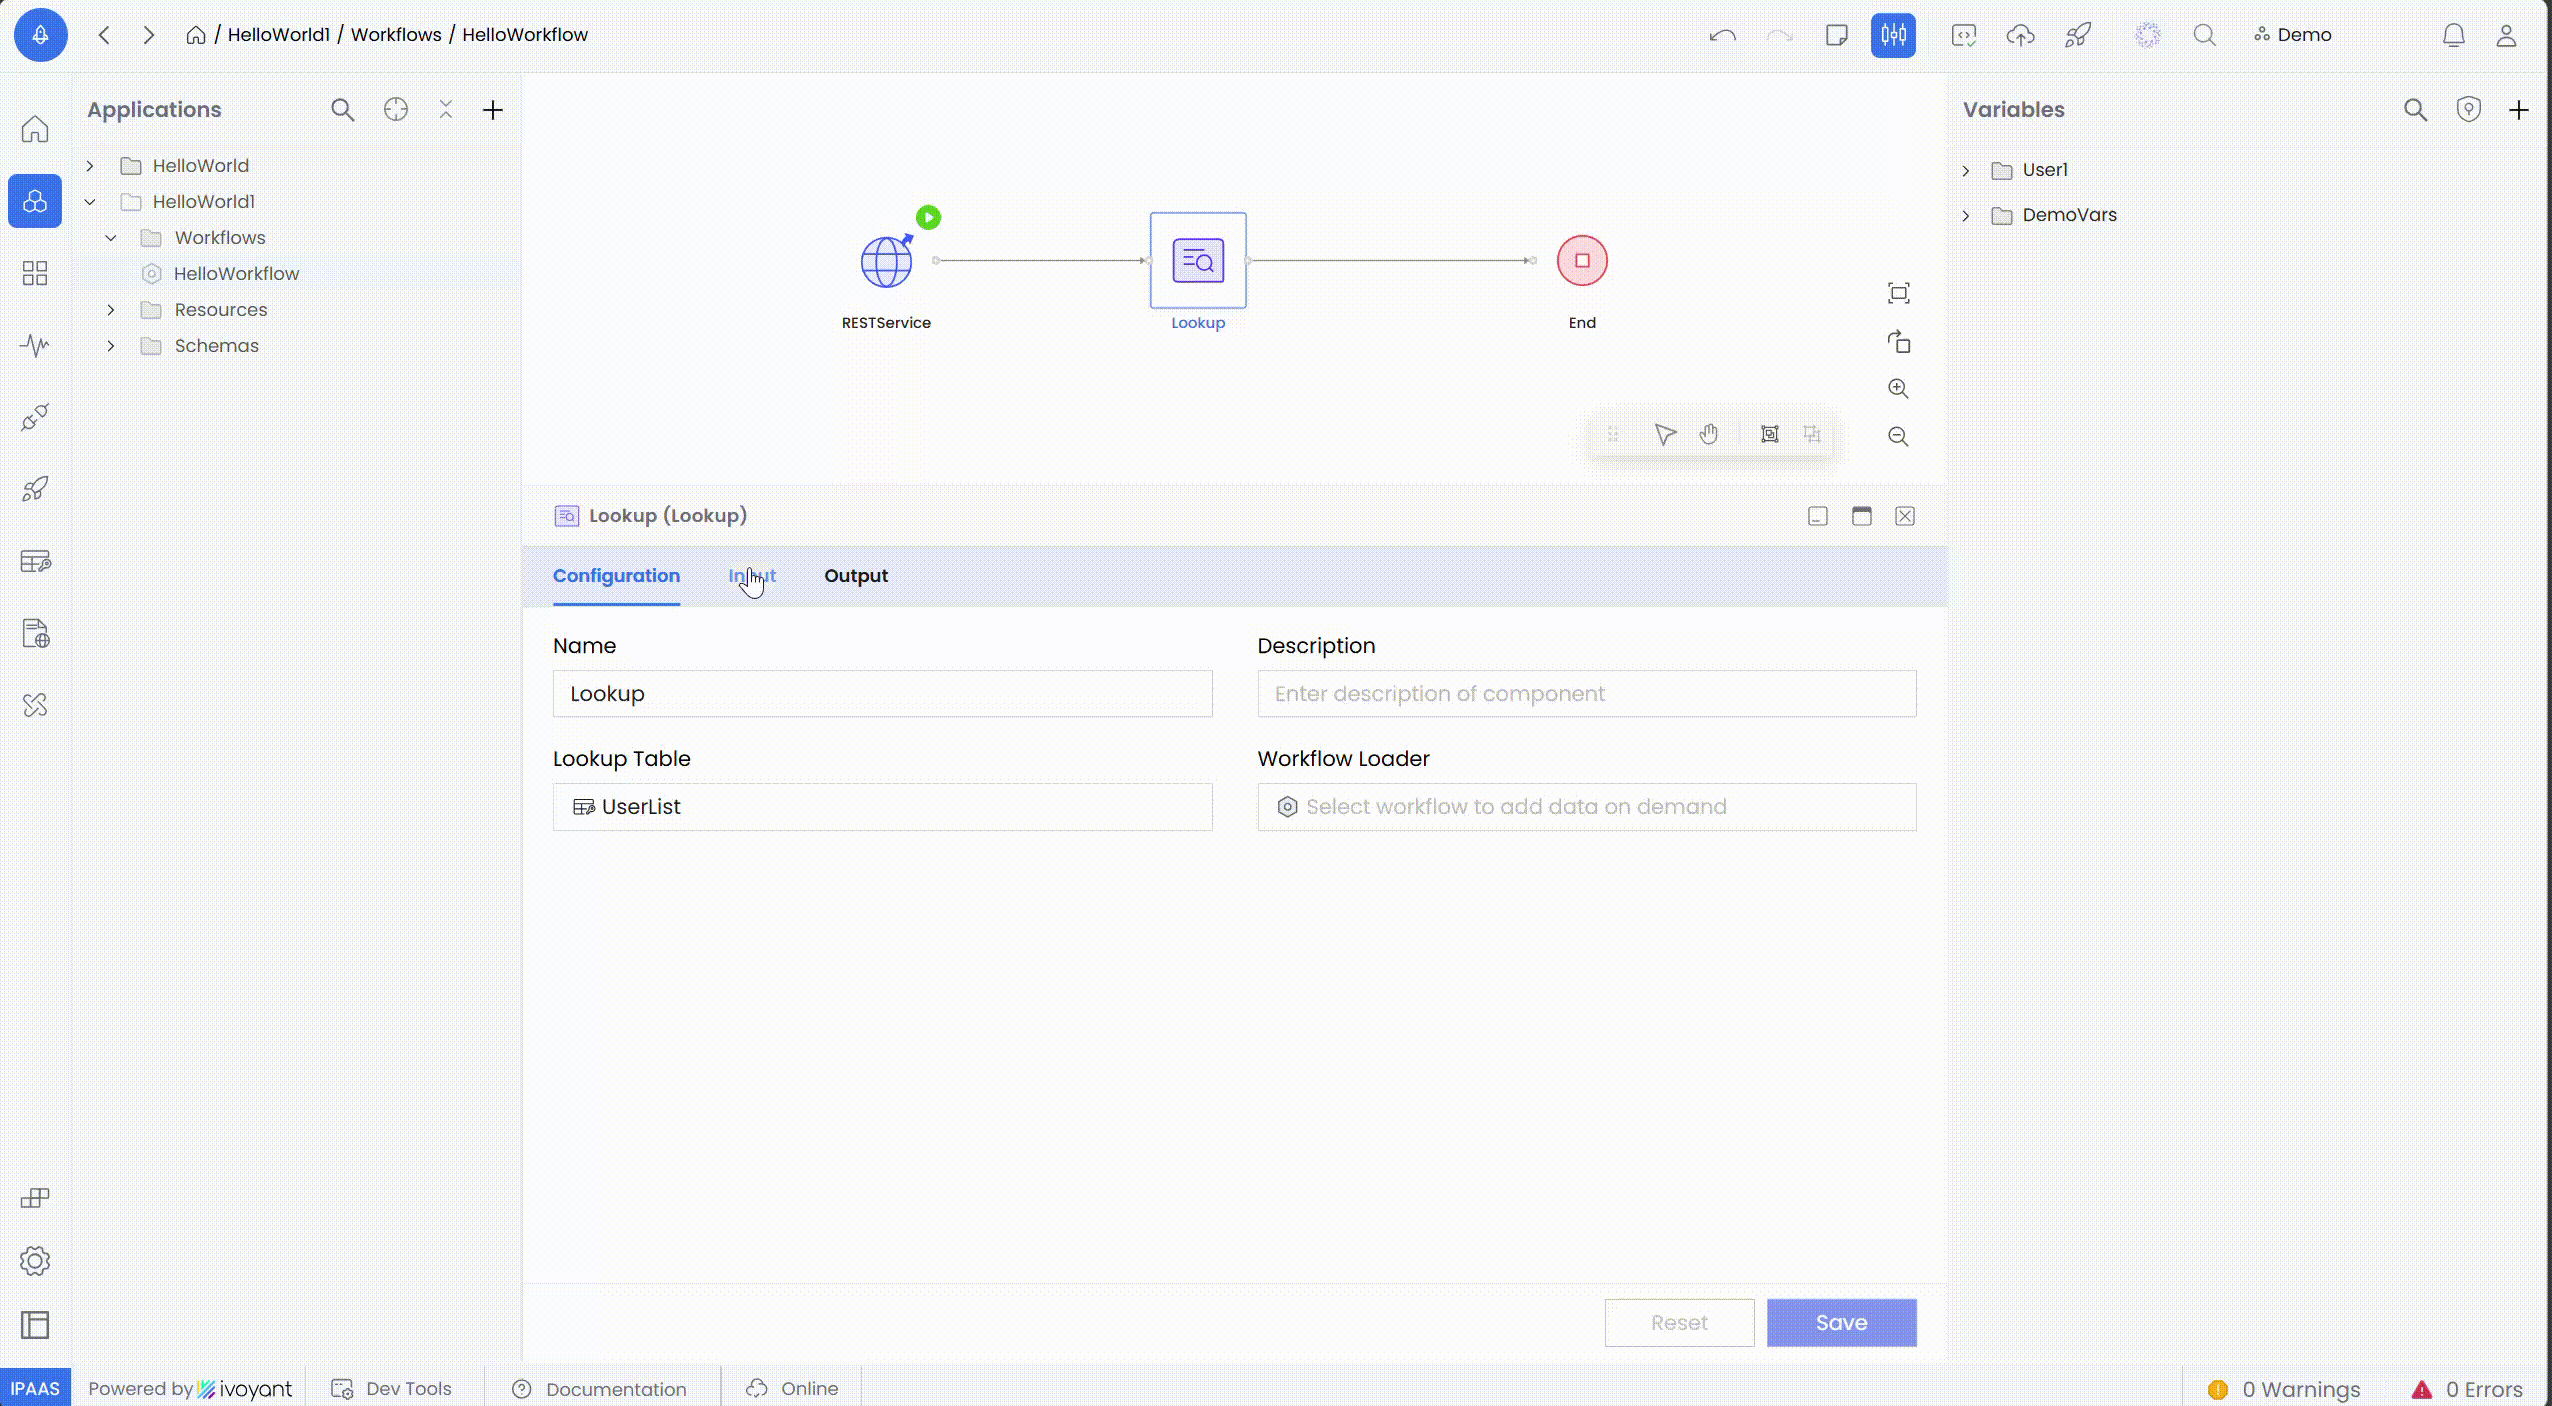 / HelloWorld1 / Workflows / HelloWorkflow
Demo
Applications
HelloWorld
HelloWorld1
Workflows
HelloWorkflow
Resources
Schemas
RESTService
Lookup
End
Variables
User1
DemoVars
Lookup (Lookup)
Configuration
Input
Output
Name
Lookup
Description
Enter description of component
Lookup Table
UserList
Workflow Loader
Select workflow to add data on demand
Reset
Save
IPAAS
Powered by ivoyant
Dev Tools
Documentation
Online
0 Warnings
0 Errors